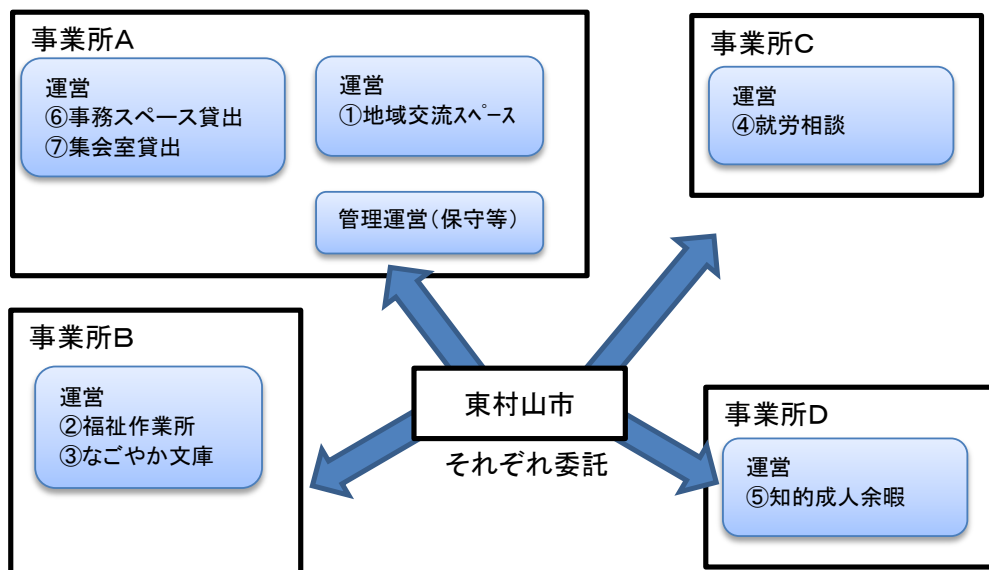 事業所A
運営
⑥事務スペース貸出
⑦集会室貸出
運営
①地域交流ｽﾍﾟｰｽ
管理運営(保守等)
事業所C
運営
④就労相談
事業所B
運営
②福祉作業所
③なごやか文庫
東村山市
それぞれ委託
事業所D
運営
⑤知的成人余暇